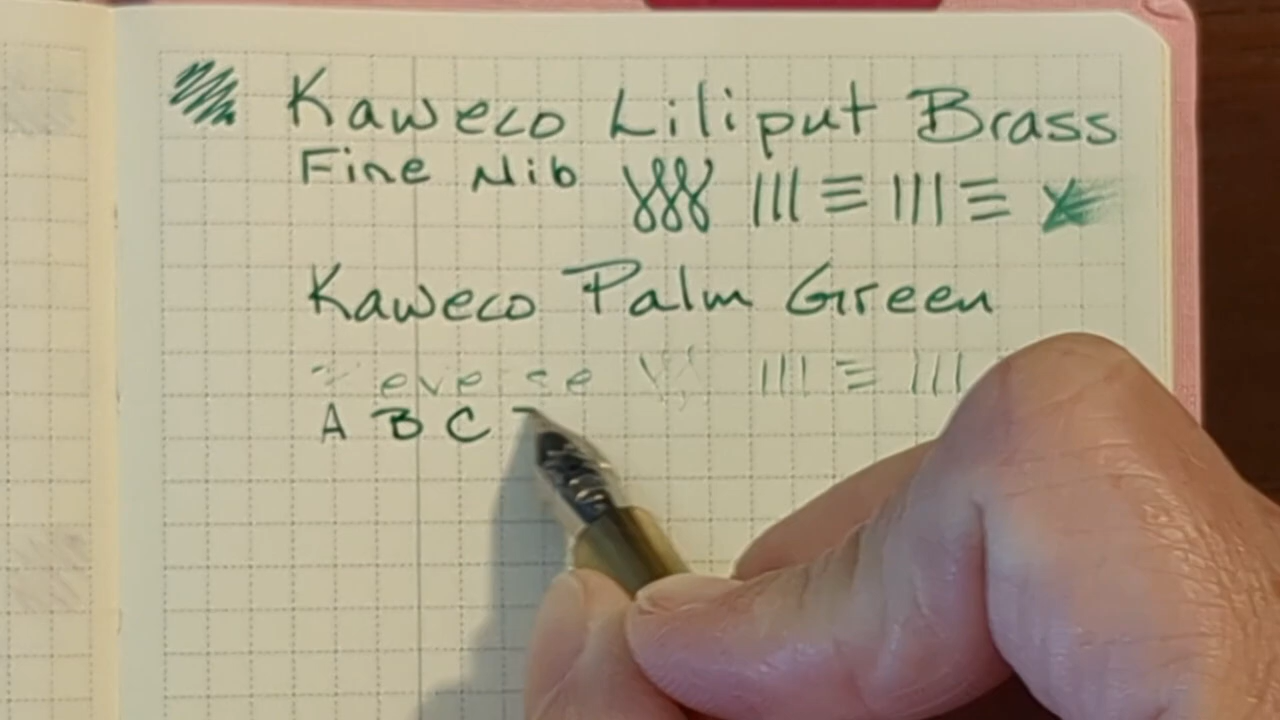 Kaweco Liliput Brass
Fine Nib
Kaweco Palm Green
Reverse
A B C